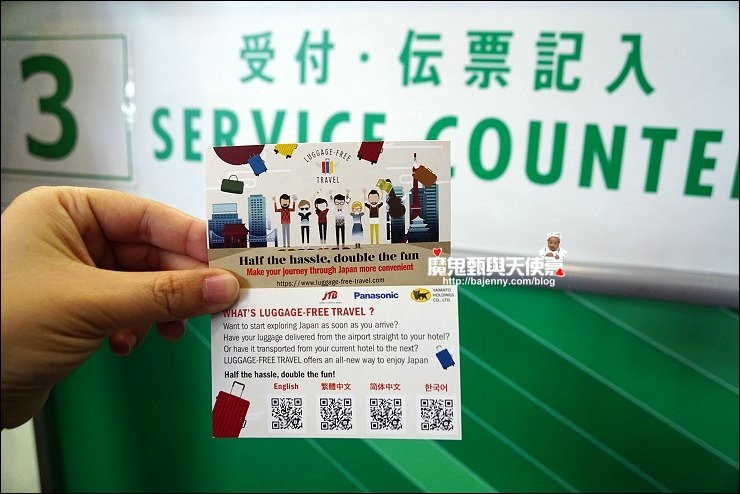 3
受付・伝票記入
SERVICE COUNTE
LUGGAGE-FREE
TRAVEL
Half the hassle, double the fun
Make your journey through Japan more convenient
https://www.luggage-free-travel.com
JTB Panasonic YAMATO HOLDINGS CO., LTD.
WHAT'S LUGGAGE-FREE TRAVEL ?
Want to start exploring Japan as soon as you arrive?
Have your luggage delivered from the airport straight to your hotel?
Or have it transported from your current hotel to the next?
LUGGAGE-FREE TRAVEL offers an all-new way to enjoy Japan
Half the hassle, double the fun!
English 繁體中文 简体中文 한국어
魔鬼甄與天使嘉
http://bajenny.com/blog